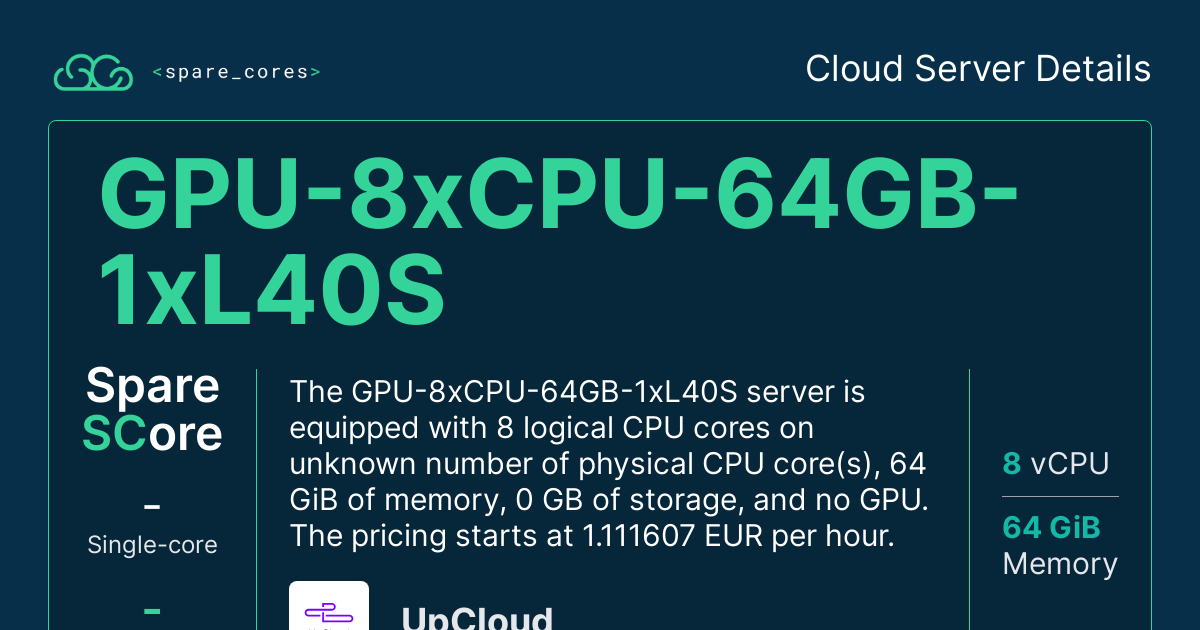 <spare_cores>
Cloud Server Details
GPU-8xCPU-64GB-
1xL40S
Spare
SCore
–
Single-core
–
The GPU-8xCPU-64GB-1xL40S server is
equipped with 8 logical CPU cores on
unknown number of physical CPU core(s), 64
GiB of memory, 0 GB of storage, and no GPU.
The pricing starts at 1.111607 EUR per hour.
UpCloud
8 vCPU
64 GiB
Memory